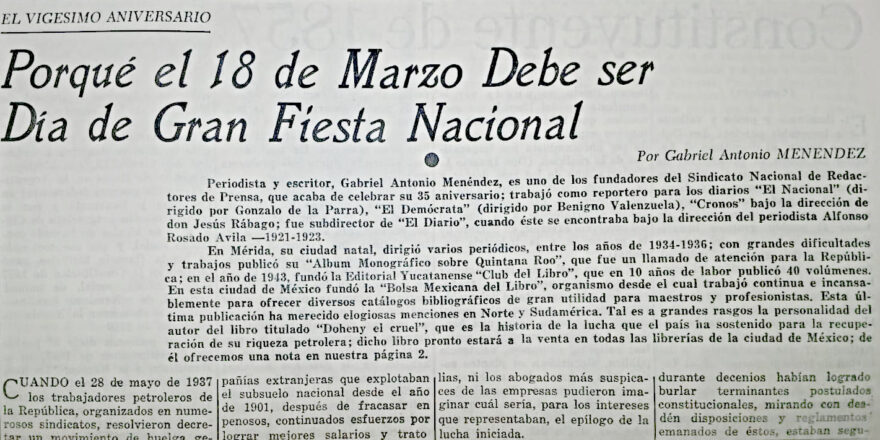 EL VIGESIMO ANIVERSARIO
Porqué el 18 de Marzo Debe ser
Día de Gran Fiesta Nacional
Por Gabriel Antonio MENENDEZ
Periodista y escritor, Gabriel Antonio Menéndez, es uno de los fundadores del Sindicato Nacional de Redac-
tores de Prensa, que acaba de celebrar su 35 aniversario; trabajó como reportero para los diarios "El Nacional" (di-
rigido por Gonzalo de la Parra), "El Demócrata" (dirigido por Benigno Valenzuela), "Cronos" bajo la dirección de
don Jesús Rábago; fue subdirector de "El Diario", cuando éste se encontraba bajo la dirección del periodista Alfonso
Rosado Avila —1921-1923.
En Mérida, su ciudad natal, dirigió varios periódicos, entre los años de 1934-1936; con grandes dificultades
y trabajos publicó su "Album Monográfico sobre Quintana Roo", que fue un llamado de atención para la Repúbli-
ca; en el año de 1943, fundó la Editorial Yucatanense "Club del Libro", que en 10 años de labor publicó 40 volúmenes.
En esta ciudad de México fundó la "Bolsa Mexicana del Libro", organismo desde el cual trabajó continua e incansa-
blemente para ofrecer diversos catálogos bibliográficos de gran utilidad para maestros y profesionistas. Esta úl-
tima publicación ha merecido elogiosas menciones en Norte y Sudamérica. Tal es a grandes rasgos la personalidad del
autor del libro titulado "Doheny el cruel", que es la historia de la lucha que el país ha sostenido para la recupe-
ración de su riqueza petrolera; dicho libro pronto estará a la venta en todas las librerías de la ciudad de México; de
él ofrecemos una nota en nuestra página 2.
CUANDO el 28 de mayo de 1937
los trabajadores petroleros de
la República, organizados en nume-
rosos sindicatos, resolvieron decre-
tar un movimiento de huelga ge-
pañías extranjeras que explotaban
el subsuelo nacional desde el año
de 1901, después de fracasar en
penosos, continuados esfuerzos por
lograr mejores salarios y trato
lias, ni los abogados más suspica-
ces de las empresas pudieron ima-
ginar cuál sería, para los intereses
que representaban, el epílogo de la
lucha iniciada.
durante decenios habían logrado
burlar terminantes postulados
constitucionales, mirando con des-
dén disposiciones y reglamentos
emanados de éstos, estaban segu-